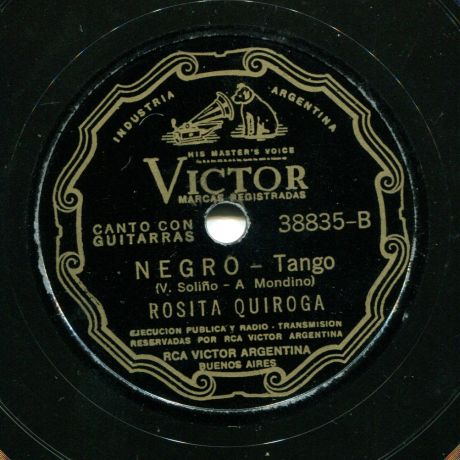 INDUSTRIA ARGENTINA
HIS MASTER'S VOICE
VICTOR
MARCAS REGISTRADAS
CANTO CON
GUITARRAS
38835-B
NEGRO - Tango
(V. Soliño - A Mondino)
ROSITA QUIROGA
EJECUCION PUBLICA Y RADIO - TRANSMISION
RESERVADAS POR RCA VICTOR ARGENTINA
RCA VICTOR ARGENTINA
BUENOS AIRES